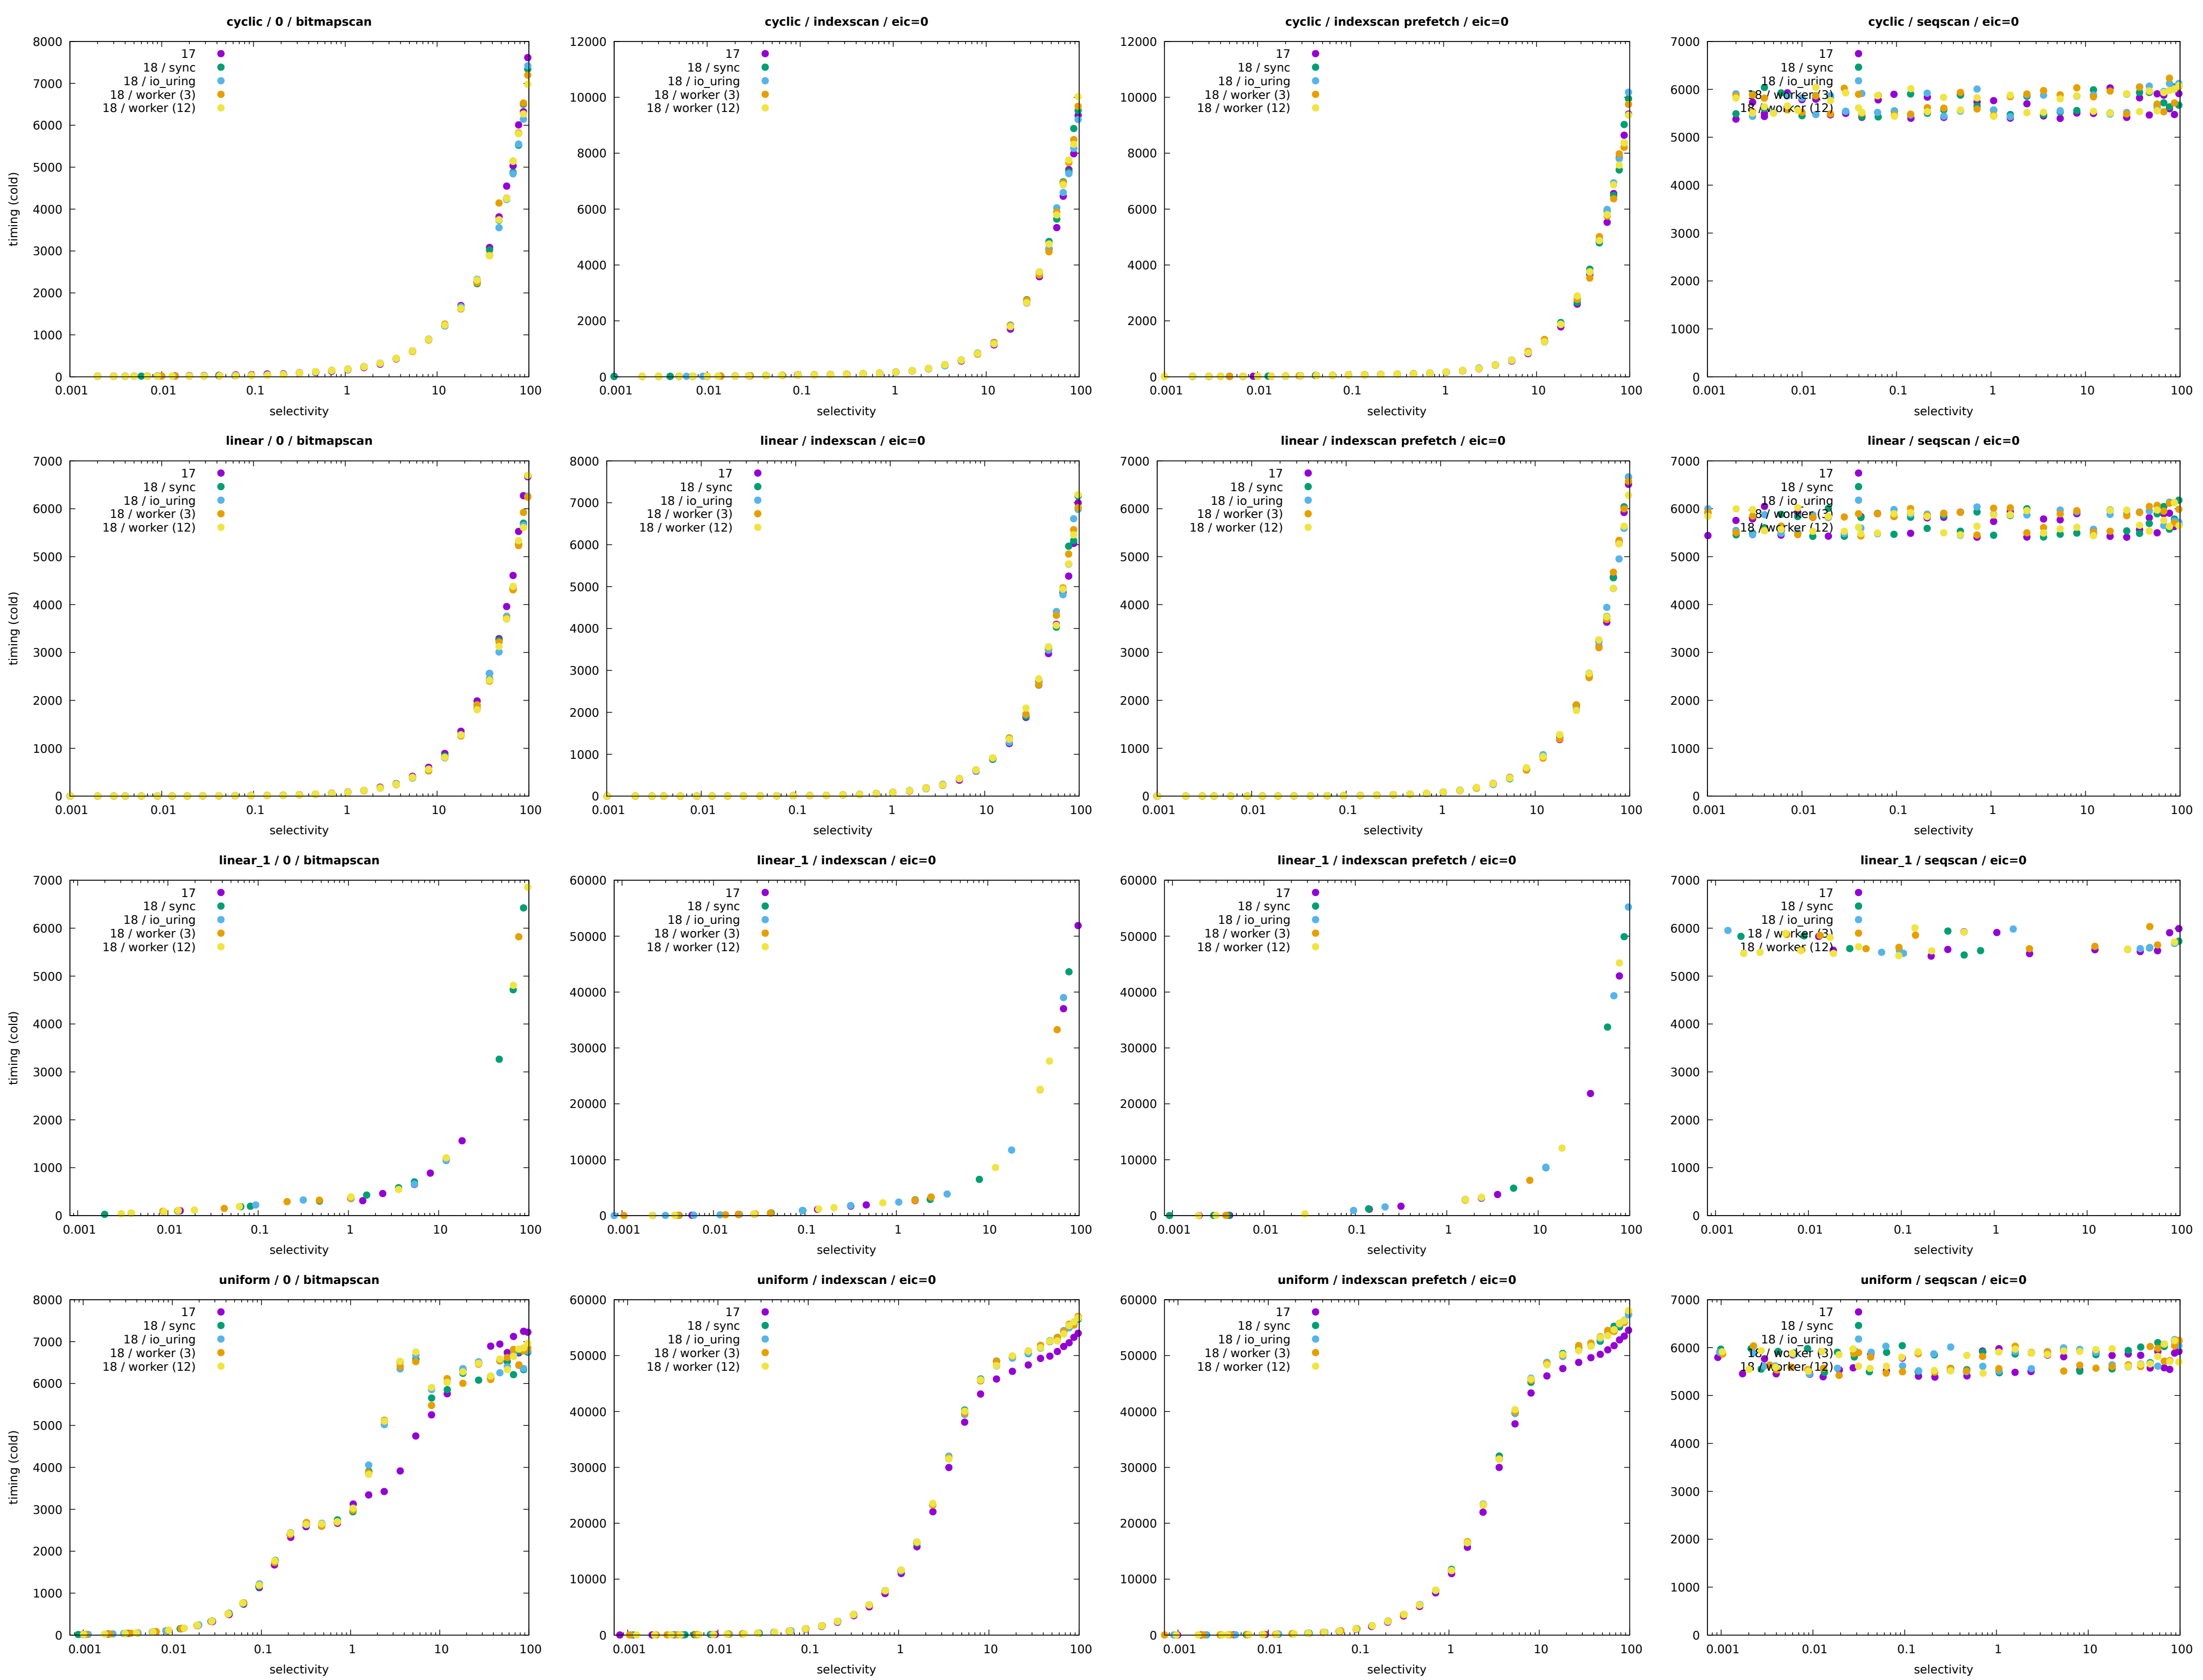 cyclic / 0 / bitmapscan
timing (cold)
8000
7000
6000
5000
4000
3000
2000
1000
0
17
18 / sync
18 / io_uring
18 / worker (3)
18 / worker (12)
0.001 0.01 0.1 1 10 100
selectivity
cyclic / indexscan / eic=0
12000
10000
8000
6000
4000
2000
0
17
18 / sync
18 / io_uring
18 / worker (3)
18 / worker (12)
0.001 0.01 0.1 1 10 100
selectivity
cyclic / indexscan prefetch / eic=0
12000
10000
8000
6000
4000
2000
0
17
18 / sync
18 / io_uring
18 / worker (3)
18 / worker (12)
0.001 0.01 0.1 1 10 100
selectivity
cyclic / seqscan / eic=0
7000
6000
5000
4000
3000
2000
1000
0
17
18 / sync
18 / io_uring
18 / worker (3)
18 / worker (12)
0.001 0.01 0.1 1 10 100
selectivity
linear / 0 / bitmapscan
timing (cold)
7000
6000
5000
4000
3000
2000
1000
0
17
18 / sync
18 / io_uring
18 / worker (3)
18 / worker (12)
0.001 0.01 0.1 1 10 100
selectivity
linear / indexscan / eic=0
8000
7000
6000
5000
4000
3000
2000
1000
0
17
18 / sync
18 / io_uring
18 / worker (3)
18 / worker (12)
0.001 0.01 0.1 1 10 100
selectivity
linear / indexscan prefetch / eic=0
7000
6000
5000
4000
3000
2000
1000
0
17
18 / sync
18 / io_uring
18 / worker (3)
18 / worker (12)
0.001 0.01 0.1 1 10 100
selectivity
linear / seqscan / eic=0
7000
6000
5000
4000
3000
2000
1000
0
17
18 / sync
18 / io_uring
18 / worker (3)
18 / worker (12)
0.001 0.01 0.1 1 10 100
selectivity
linear_1 / 0 / bitmapscan
timing (cold)
7000
6000
5000
4000
3000
2000
1000
0
17
18 / sync
18 / io_uring
18 / worker (3)
18 / worker (12)
0.001 0.01 0.1 1 10 100
selectivity
linear_1 / indexscan / eic=0
60000
50000
40000
30000
20000
10000
0
17
18 / sync
18 / io_uring
18 / worker (3)
18 / worker (12)
0.001 0.01 0.1 1 10 100
selectivity
linear_1 / indexscan prefetch / eic=0
60000
50000
40000
30000
20000
10000
0
17
18 / sync
18 / io_uring
18 / worker (3)
18 / worker (12)
0.001 0.01 0.1 1 10 100
selectivity
linear_1 / seqscan / eic=0
7000
6000
5000
4000
3000
2000
1000
0
17
18 / sync
18 / io_uring
18 / worker (3)
18 / worker (12)
0.001 0.01 0.1 1 10 100
selectivity
uniform / 0 / bitmapscan
timing (cold)
8000
7000
6000
5000
4000
3000
2000
1000
0
17
18 / sync
18 / io_uring
18 / worker (3)
18 / worker (12)
0.001 0.01 0.1 1 10 100
selectivity
uniform / indexscan / eic=0
60000
50000
40000
30000
20000
10000
0
17
18 / sync
18 / io_uring
18 / worker (3)
18 / worker (12)
0.001 0.01 0.1 1 10 100
selectivity
uniform / indexscan prefetch / eic=0
60000
50000
40000
30000
20000
10000
0
17
18 / sync
18 / io_uring
18 / worker (3)
18 / worker (12)
0.001 0.01 0.1 1 10 100
selectivity
uniform / seqscan / eic=0
7000
6000
5000
4000
3000
2000
1000
0
17
18 / sync
18 / io_uring
18 / worker (3)
18 / worker (12)
0.001 0.01 0.1 1 10 100
selectivity